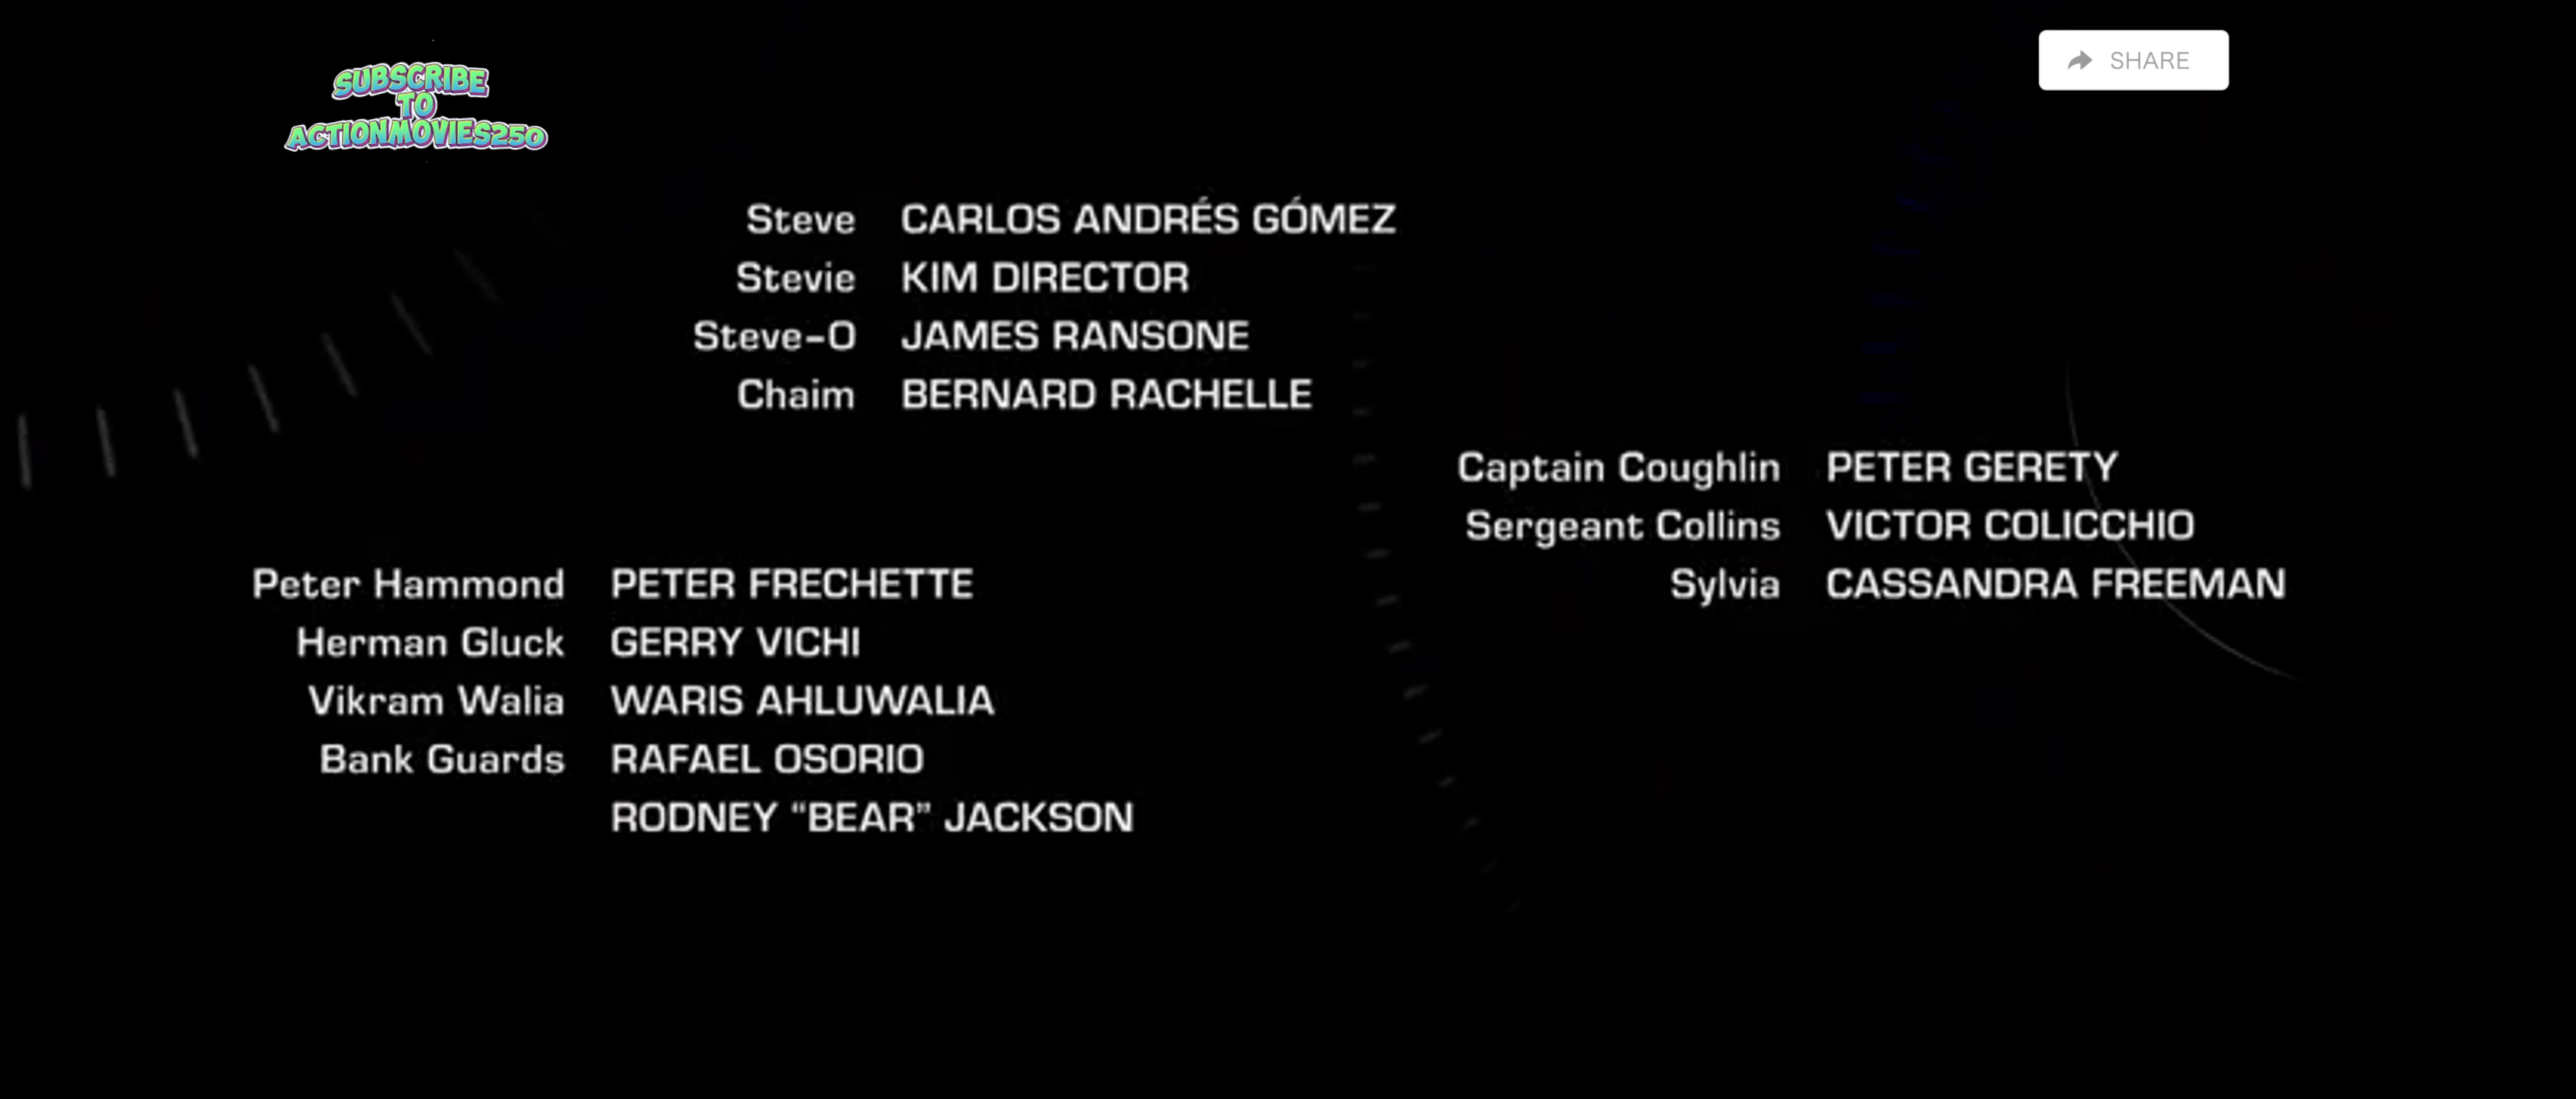 SUBSCRIBE
TO
ACTIONMOVIES250
SHARE
Steve CARLOS ANDRÉS GÓMEZ
Stevie KIM DIRECTOR
Steve-O JAMES RANSONE
Chaim BERNARD RACHELLE
Captain Coughlin PETER GERETY
Sergeant Collins VICTOR COLICCHIO
Sylvia CASSANDRA FREEMAN
Peter Hammond PETER FRECHETTE
Herman Gluck GERRY VICHI
Vikram Walia WARIS AHLUWALIA
Bank Guards RAFAEL OSORIO
RODNEY “BEAR” JACKSON